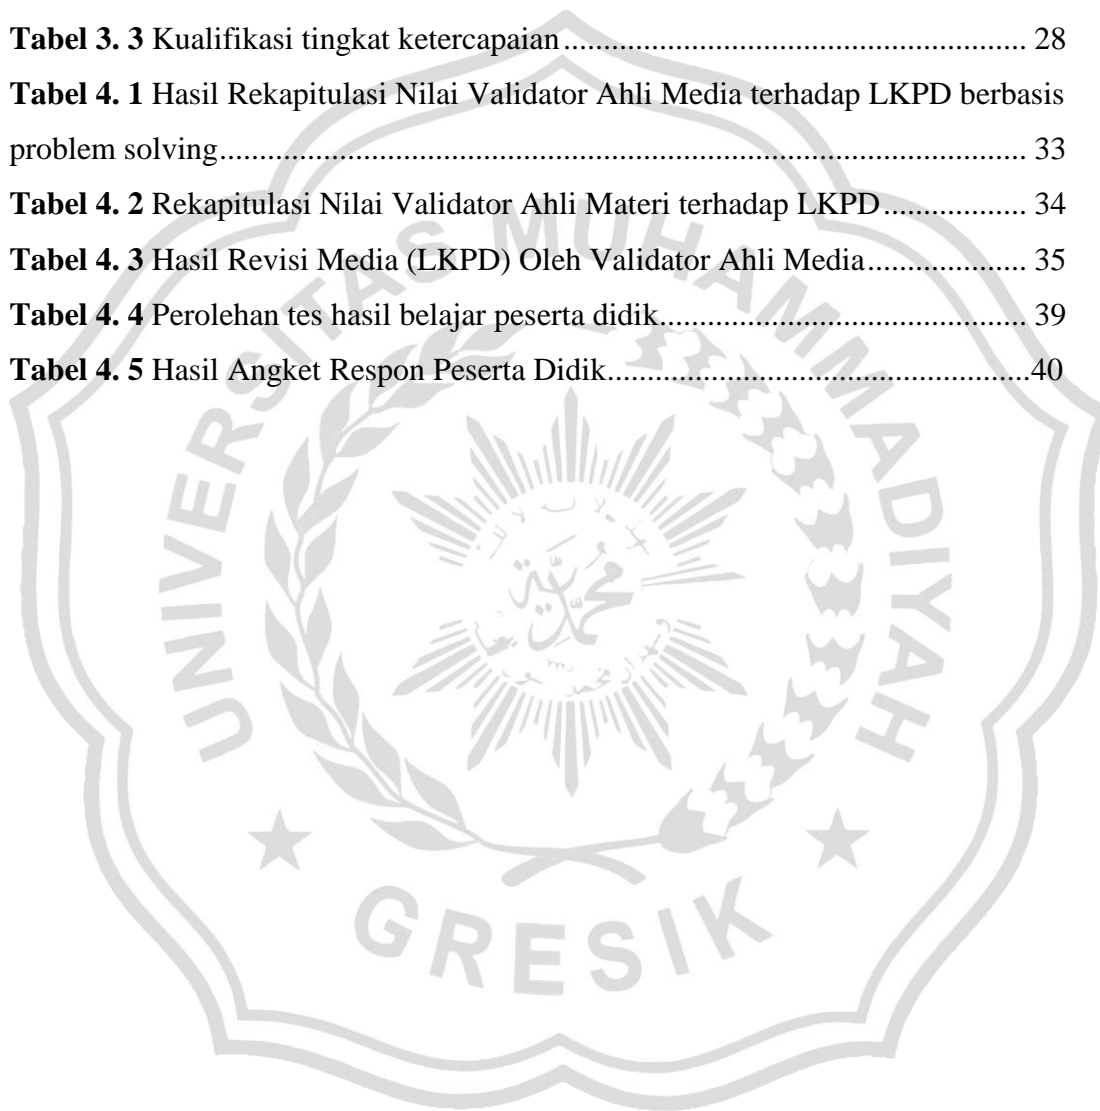 Tabel 3. 3 Kualifikasi tingkat ketercapaian.......................................................... 28
Tabel 4. 1 Hasil Rekapitulasi Nilai Validator Ahli Media terhadap LKPD berbasis
problem solving..................................................................................................... 33
Tabel 4. 2 Rekapitulasi Nilai Validator Ahli Materi terhadap LKPD.................. 34
Tabel 4. 3 Hasil Revisi Media (LKPD) Oleh Validator Ahli Media.................... 35
Tabel 4. 4 Perolehan tes hasil belajar peserta didik.............................................. 39
Tabel 4. 5 Hasil Angket Respon Peserta Didik.....................................................40
UNIVERSITAS MUHAMMADIYAH
محمد
GRESIK